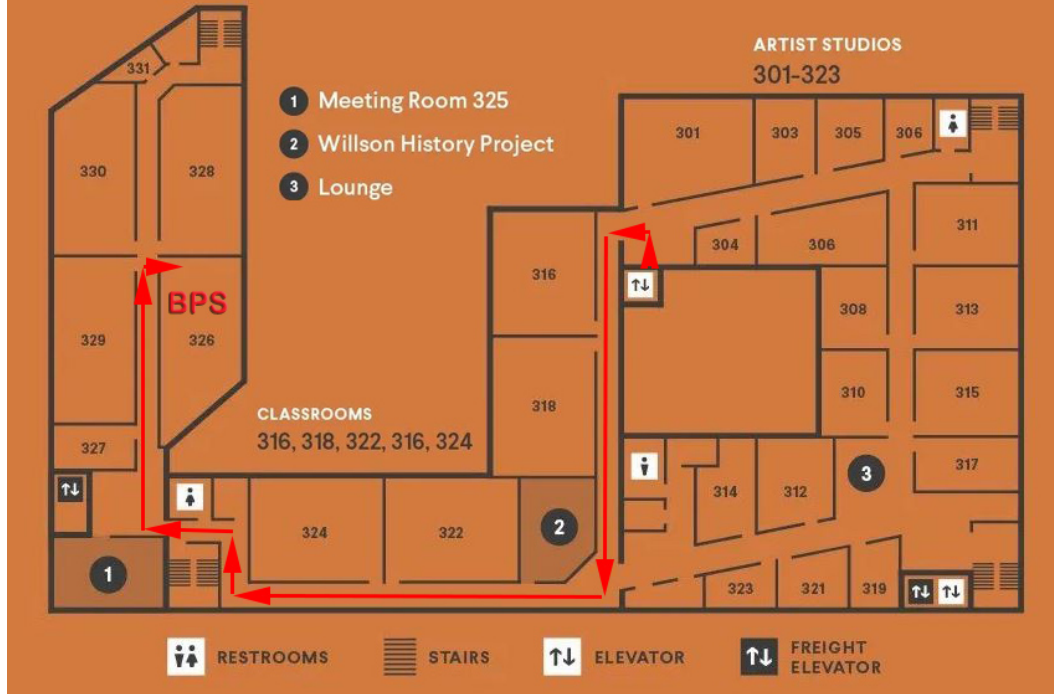 ARTIST STUDIOS
301-323
331
1 Meeting Room 325
2 Willson History Project
3 Lounge
301
303
305
306
330
328
311
304
306
316
308
313
BPS
329
326
318
310
315
CLASSROOMS
316, 318, 322, 316, 324
327
317
314
312
3
324
322
2
1
323
321
319
RESTROOMS
STAIRS
ELEVATOR
FREIGHT
ELEVATOR